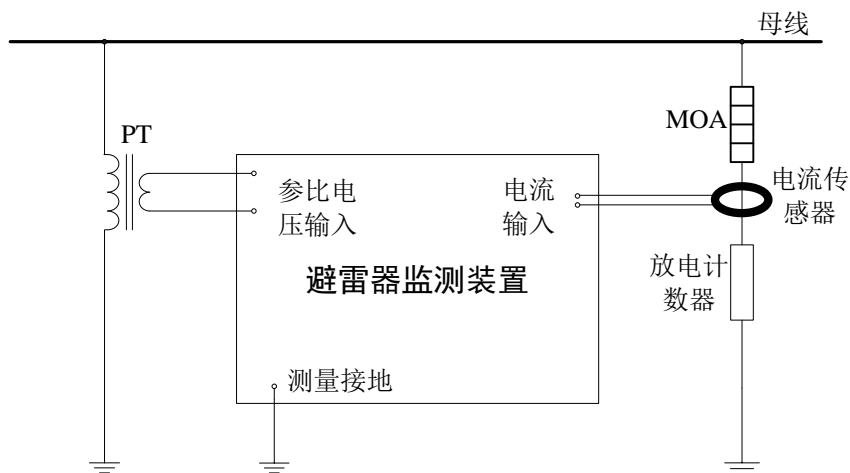 母线
PT
MOA
参比电
压输入
电流
输入
电流传
感器
避雷器监测装置
放电计
数器
测量接地